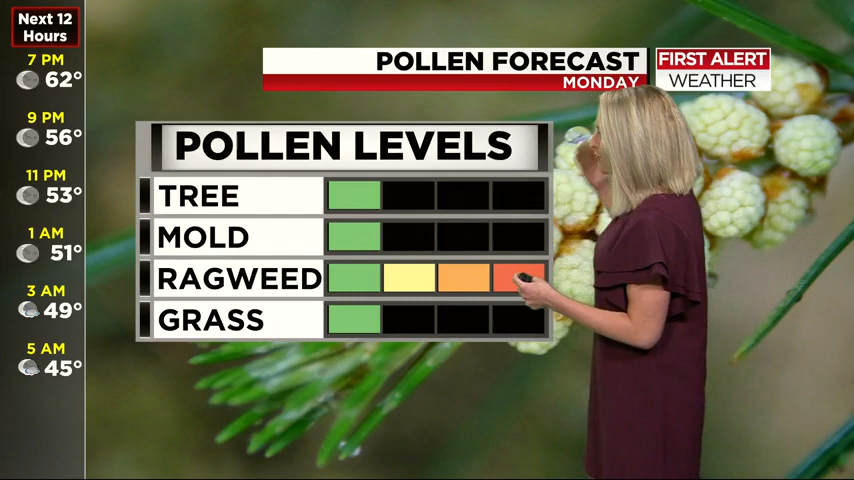 Next 12
Hours
7 PM
62°
9 PM
56°
11 PM
53°
1 AM
51°
3 AM
49°
5 AM
45°
POLLEN FORECAST
MONDAY
FIRST ALERT
WEATHER
POLLEN LEVELS
TREE
MOLD
RAGWEED
GRASS